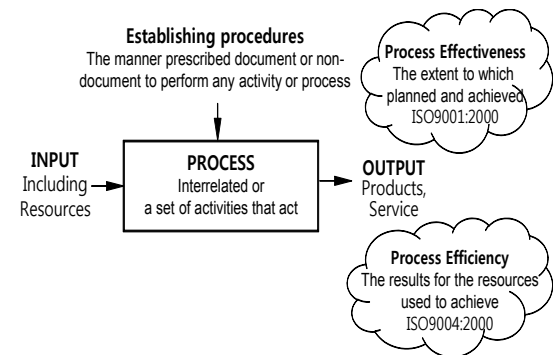 Establishing procedures
The manner prescribed document or non-
document to perform any activity or process
Process Effectiveness
The extent to which
planned and achieved
ISO9001:2000
INPUT
Including
Resources
PROCESS
Interrelated or
a set of activities that act
OUTPUT
Products,
Service
Process Efficiency
The results for the resources
used to achieve
ISO9004:2000